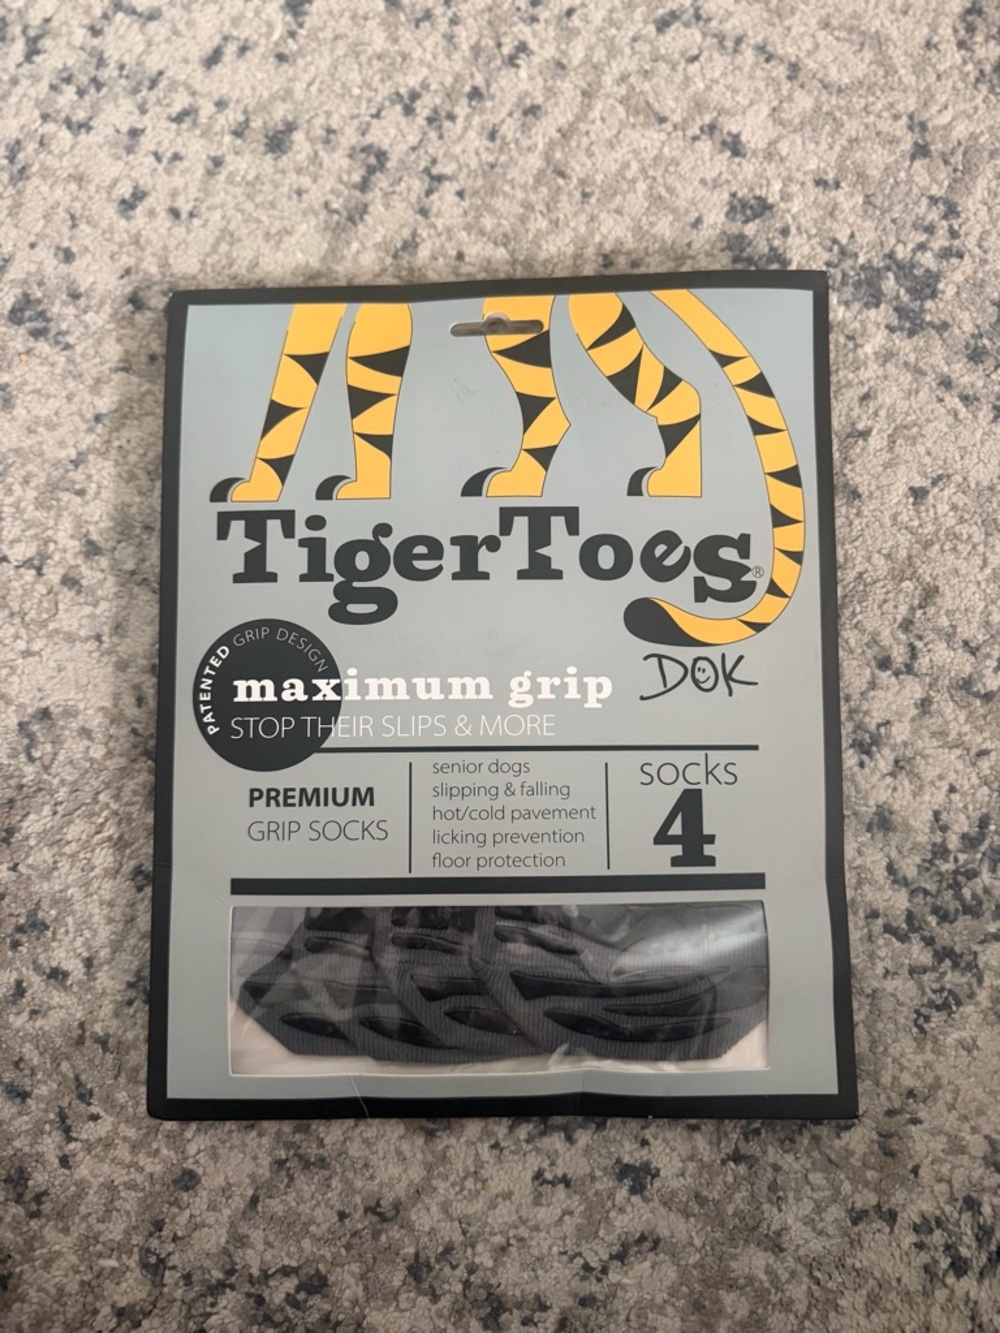 TigerToes®
DOK
PATENTED GRIP DESIGN
maximum grip
STOP THEIR SLIPS & MORE
PREMIUM
GRIP SOCKS
senior dogs
slipping & falling
hot/cold pavement
licking prevention
floor protection
SOCKS
4